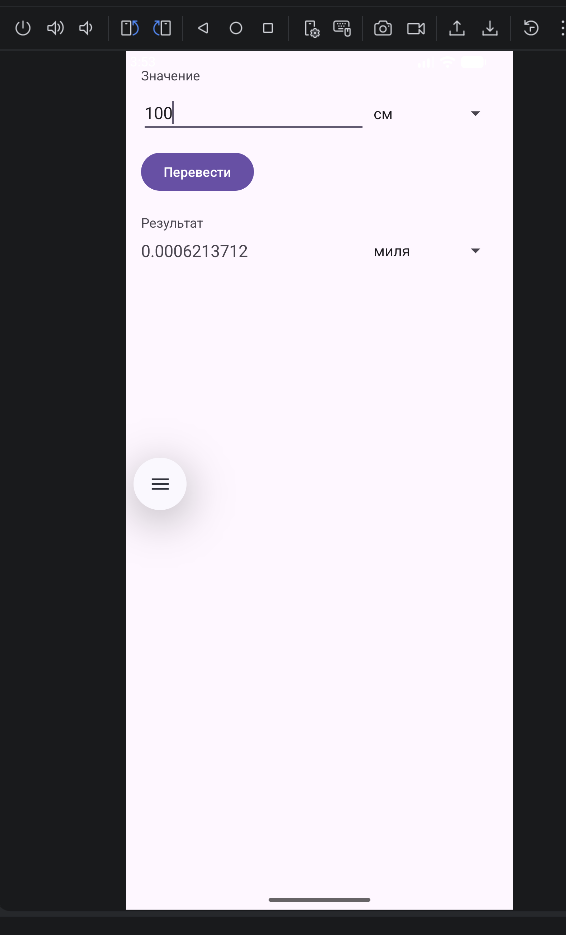 Значение
100 см
Перевести
Результат
0.0006213712 миля